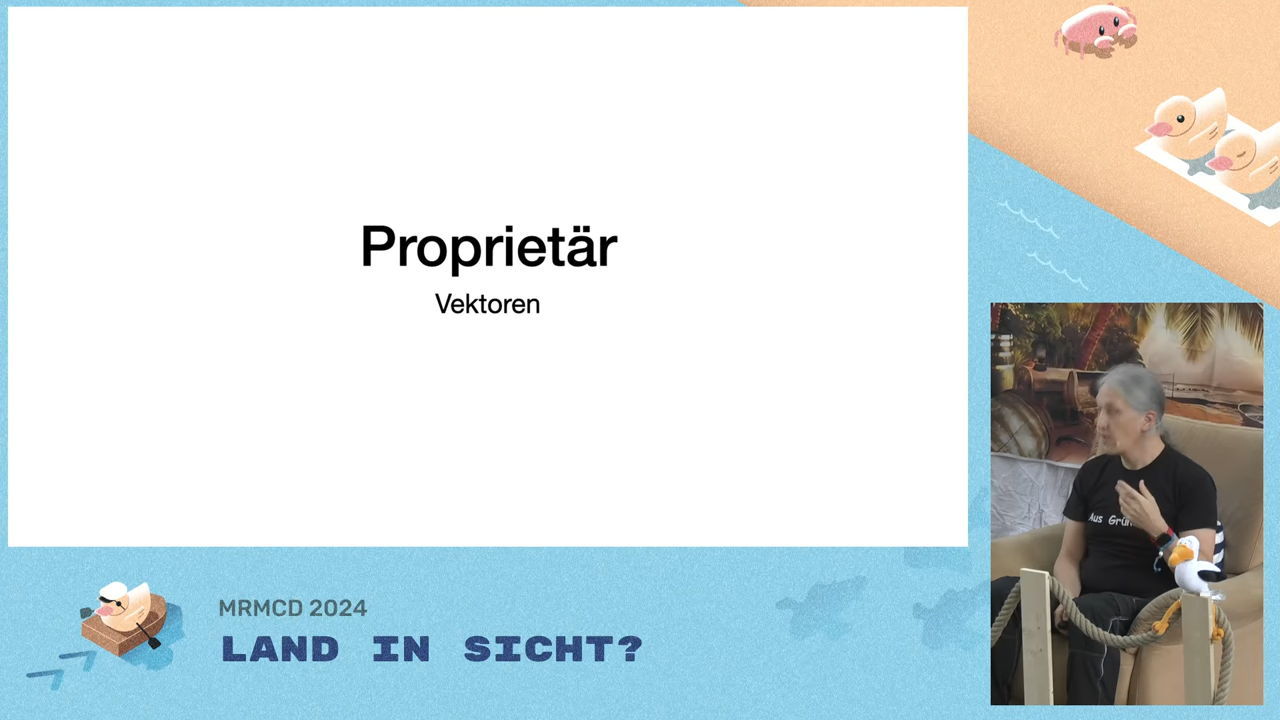 Proprietär
Vektoren
MRMCD 2024
LAND IN SICHT?
Aus Grün